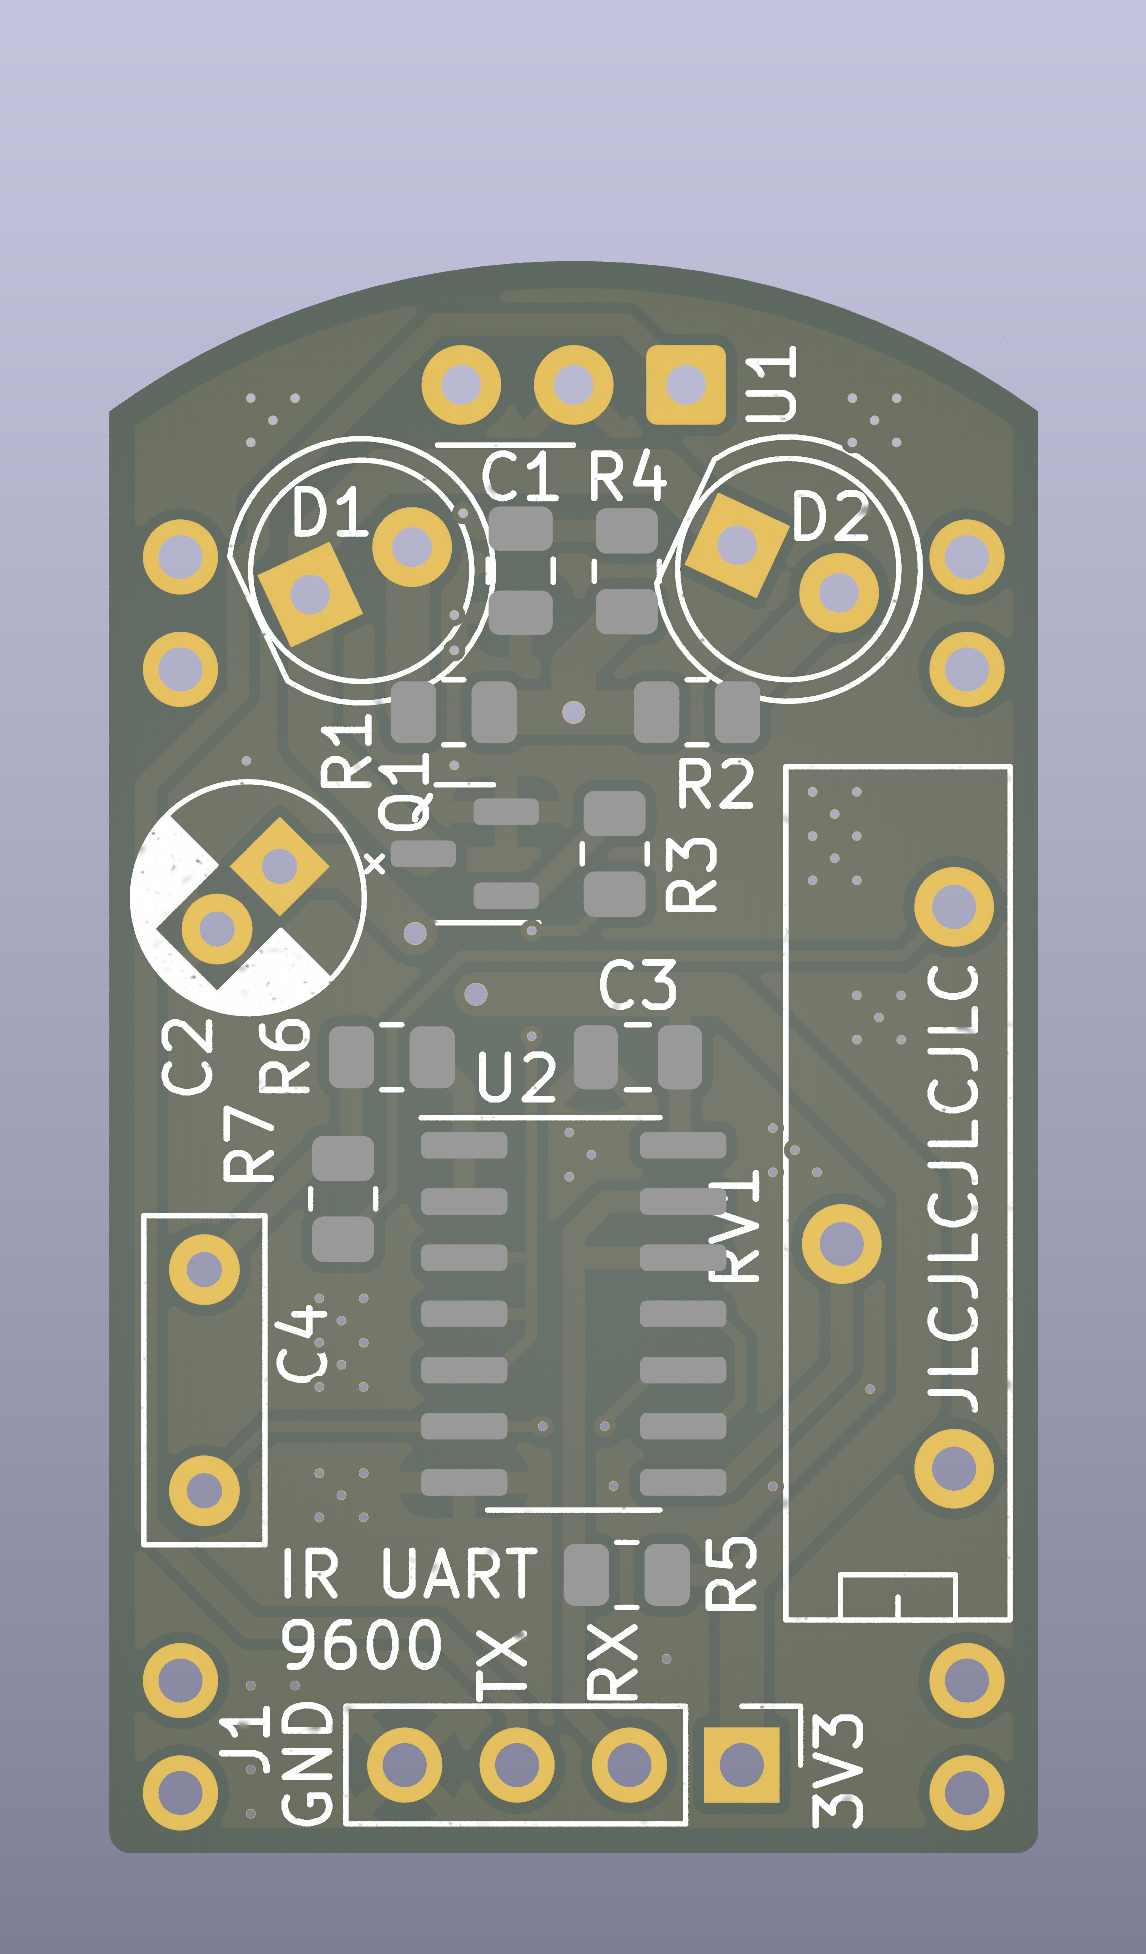 U1
C1 R4
D1
D2
R1
Q1
R2
R3
C3
C2
R6
U2
R7
RV1
JLCJLCJLCJLC
C4
IR UART
9600
R5
TX
RX
J1
GND
3V3